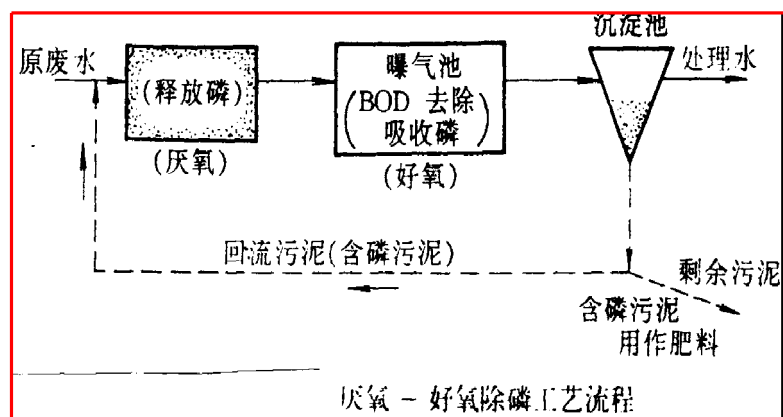 沉淀池
原废水
(释放磷)
(厌氧)
曝气池
(BOD 去除
吸收磷)
(好氧)
处理水
回流污泥(含磷污泥)
剩余污泥
含磷污泥
用作肥料
厌氧 - 好氧除磷工艺流程